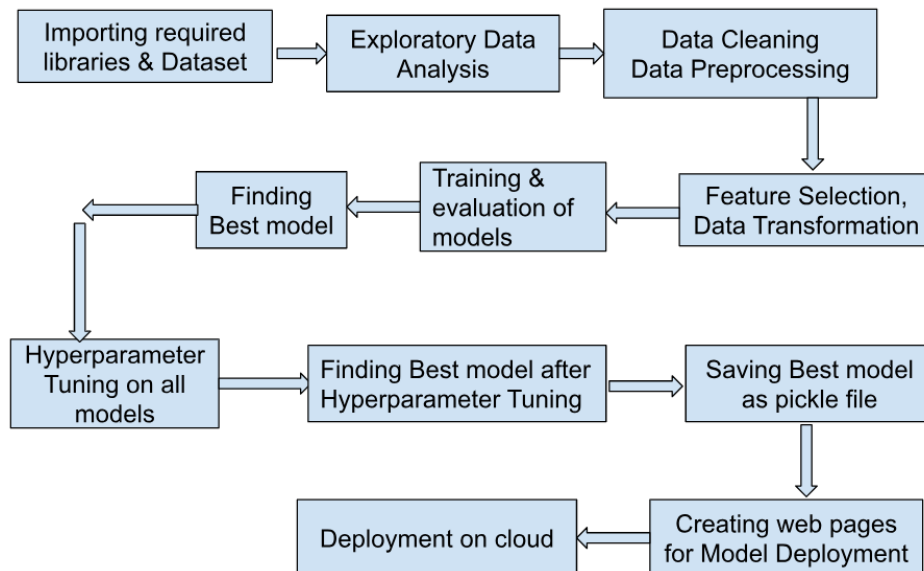 Importing required
libraries & Dataset
Exploratory Data
Analysis
Data Cleaning
Data Preprocessing
Feature Selection,
Data Transformation
Training &
evaluation of
models
Finding
Best model
Hyperparameter
Tuning on all
models
Finding Best model after
Hyperparameter Tuning
Saving Best model
as pickle file
Creating web pages
for Model Deployment
Deployment on cloud